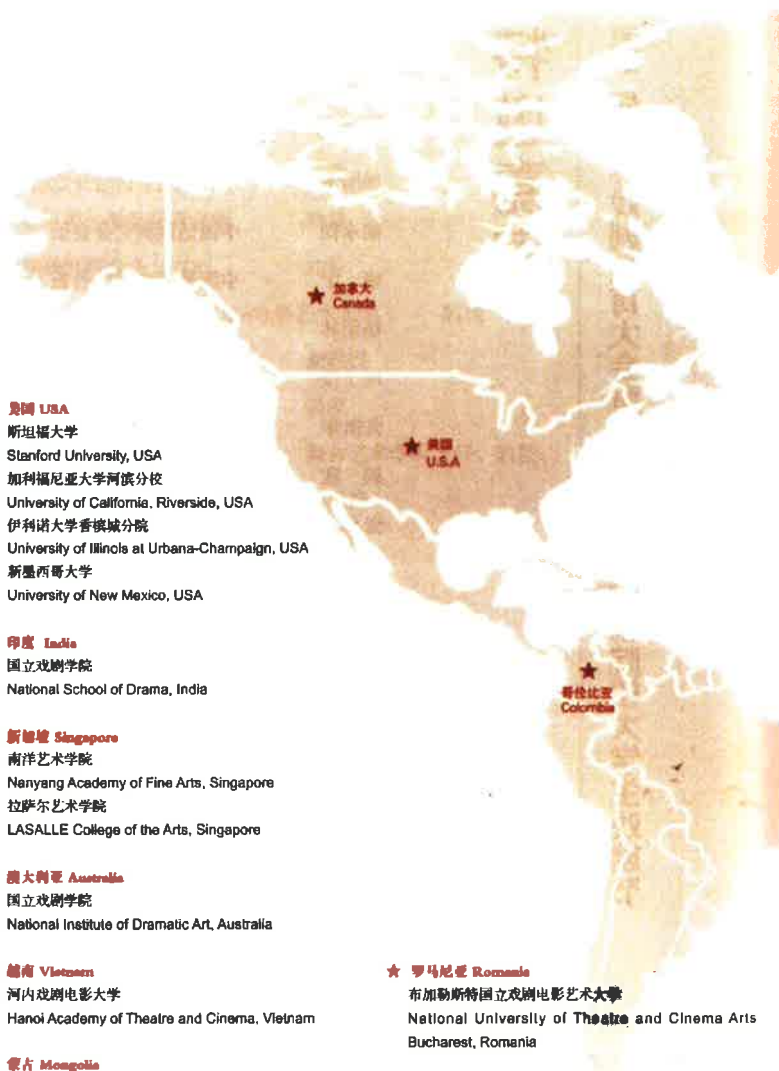 加拿大
Canada
美国
U.S.A
哥伦比亚
Colombia
美国 USA
斯坦福大学
Stanford University, USA
加利福尼亚大学河滨分校
University of California, Riverside, USA
伊利诺大学香槟城分院
University of Illinois at Urbana-Champaign, USA
新墨西哥大学
University of New Mexico, USA
印度 India
国立戏剧学院
National School of Drama, India
新加坡 Singapore
南洋艺术学院
Nanyang Academy of Fine Arts, Singapore
拉萨尔艺术学院
LASALLE College of the Arts, Singapore
澳大利亚 Australia
国立戏剧学院
National Institute of Dramatic Art, Australia
越南 Vietnam
河内戏剧电影大学
Hanoi Academy of Theatre and Cinema, Vietnam
蒙古 Mongolia
★ 罗马尼亚 Romania
布加勒斯特国立戏剧电影艺术大学
National University of Theatre and Cinema Arts
Bucharest, Romania